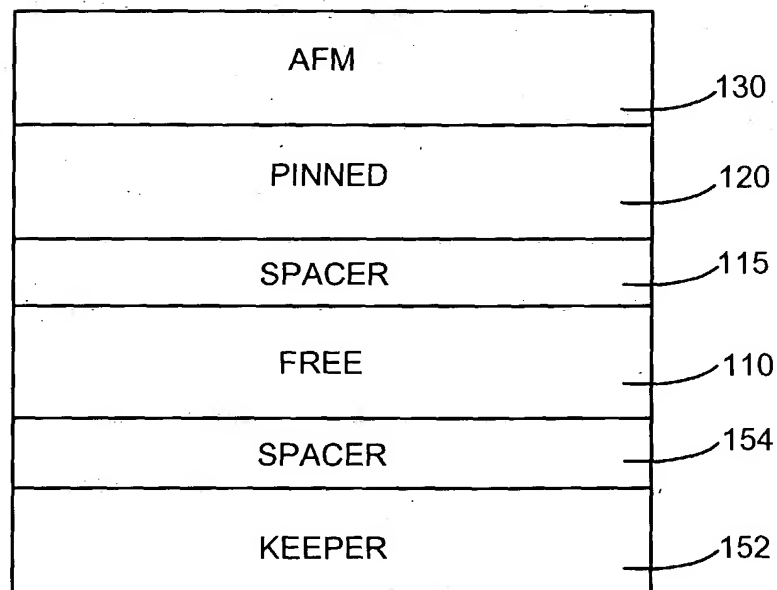 AFM
130
PINNED
120
SPACER
115
FREE
110
SPACER
154
KEEPER
152